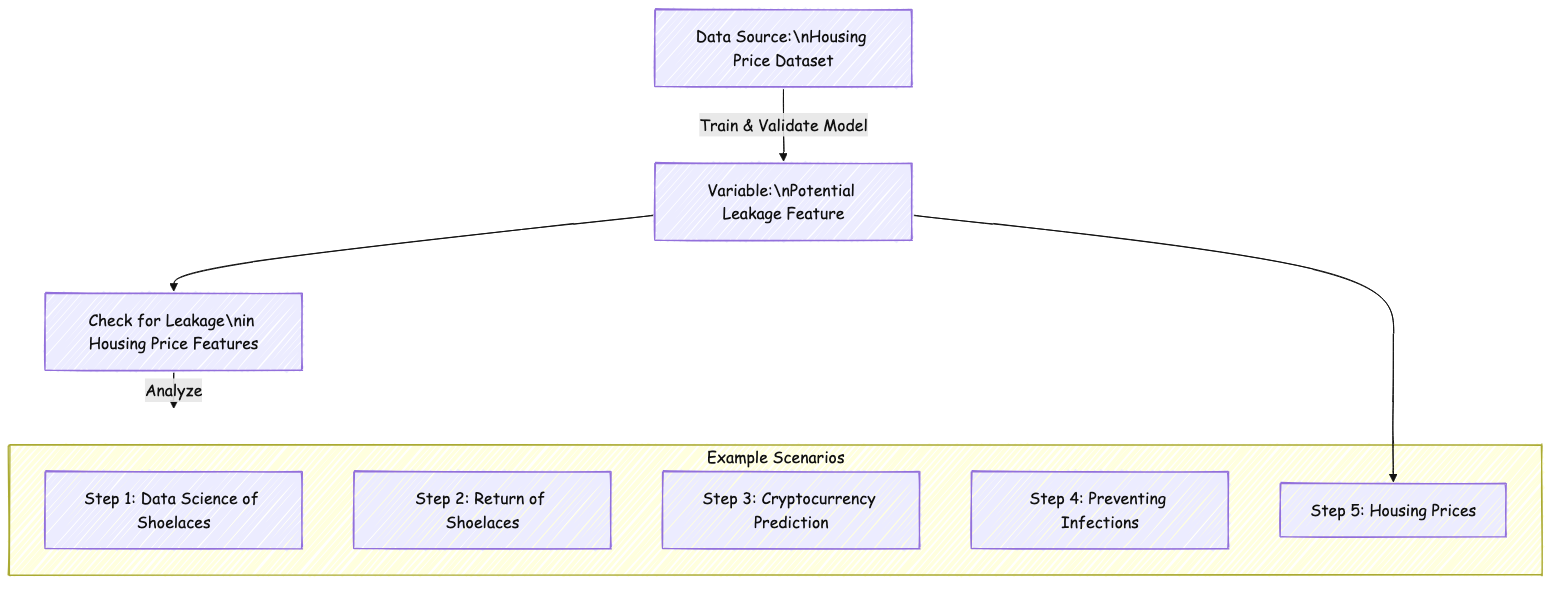 Data Source:\nHousing
Price Dataset
Train & Validate Model
Variable:\nPotential
Leakage Feature
Check for Leakage\nin
Housing Price Features
Analyze
Example Scenarios
Step 1: Data Science of
Shoelaces
Step 2: Return of
Shoelaces
Step 3: Cryptocurrency
Prediction
Step 4: Preventing
Infections
Step 5: Housing Prices